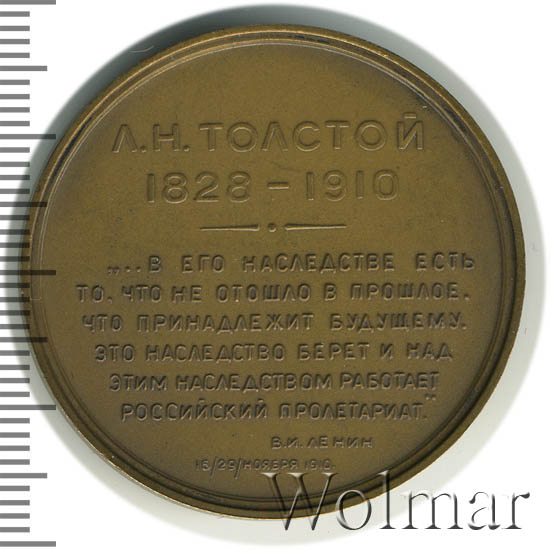 Л.Н. ТОЛСТОЙ
1828 – 1910
„.. В ЕГО НАСЛЕДСТВЕ ЕСТЬ
ТО, ЧТО НЕ ОТОШЛО В ПРОШЛОЕ,
ЧТО ПРИНАДЛЕЖИТ БУДУЩЕМУ.
ЭТО НАСЛЕДСТВО БЕРЕТ И НАД
ЭТИМ НАСЛЕДСТВОМ РАБОТАЕТ
РОССИЙСКИЙ ПРОЛЕТАРИАТ."
В.И. ЛЕНИН
16/29/НОЯБРЯ 1910.
Wolmar